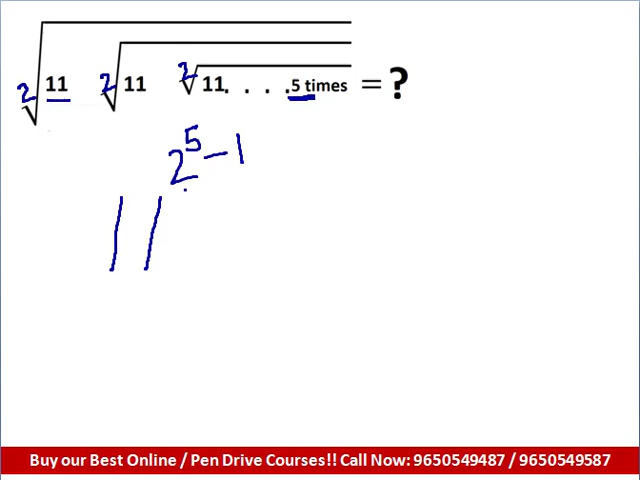 2√11 2√11 2√11. . . .5 times = ?
2^5 – 1
11
Buy our Best Online / Pen Drive Courses!! Call Now: 9650549487 / 9650549587